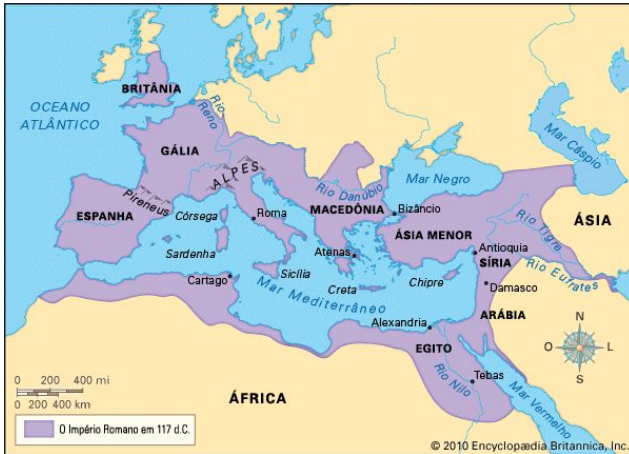 BRITÂNIA
OCEANO
ATLÂNTICO
Rio
Reno
GÁLIA
ALPES
Mar Cáspio
Mar Negro
Rio Danúbio
Pireneus
Córsega
Roma
MACEDÔNIA
Bizâncio
ESPANHA
ÁSIA
ÁSIA MENOR
Rio Tigre
Sardenha
Atenas
Antioquia
SÍRIA
Rio Eufrates
Cartago
Sicília
Creta
Chipre
Damasco
Mar Mediterrâneo
Alexandria
ARÁBIA
N
O
L
S
EGITO
Rio Nilo
Tebas
Mar Vermelho
0 200 400 mi
0 200 400 km
ÁFRICA
O Império Romano em 117 d.C.
© 2010 Encyclopædia Britannica, Inc.